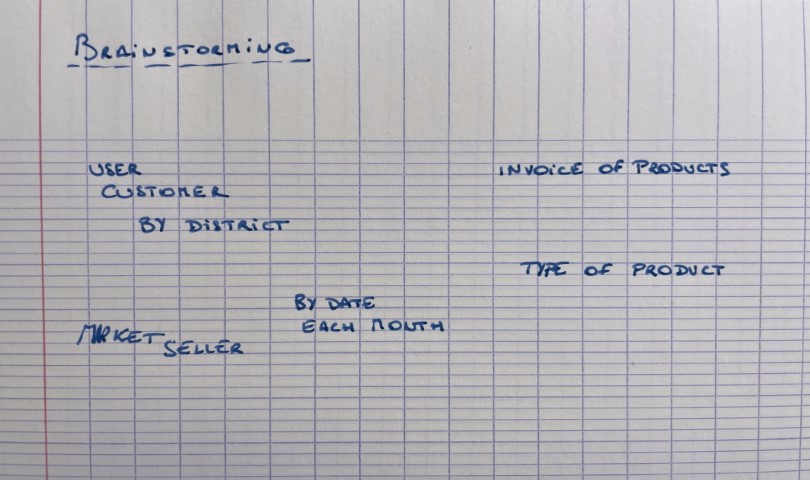 BRAINSTORMING
USER
CUSTOMER
BY DISTRICT
INVOICE OF PRODUCTS
TYPE OF PRODUCT
BY DATE
EACH MONTH
MARKET SELLER